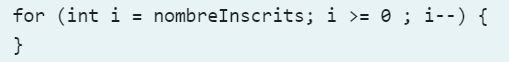 for (int i = nombreInscrits; i >= 0 ; i--) {
}